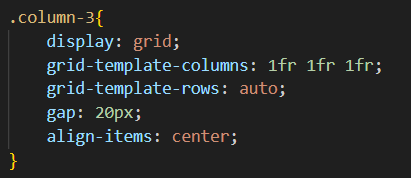 .column-3{
    display: grid;
    grid-template-columns: 1fr 1fr 1fr;
    grid-template-rows: auto;
    gap: 20px;
    align-items: center;
}